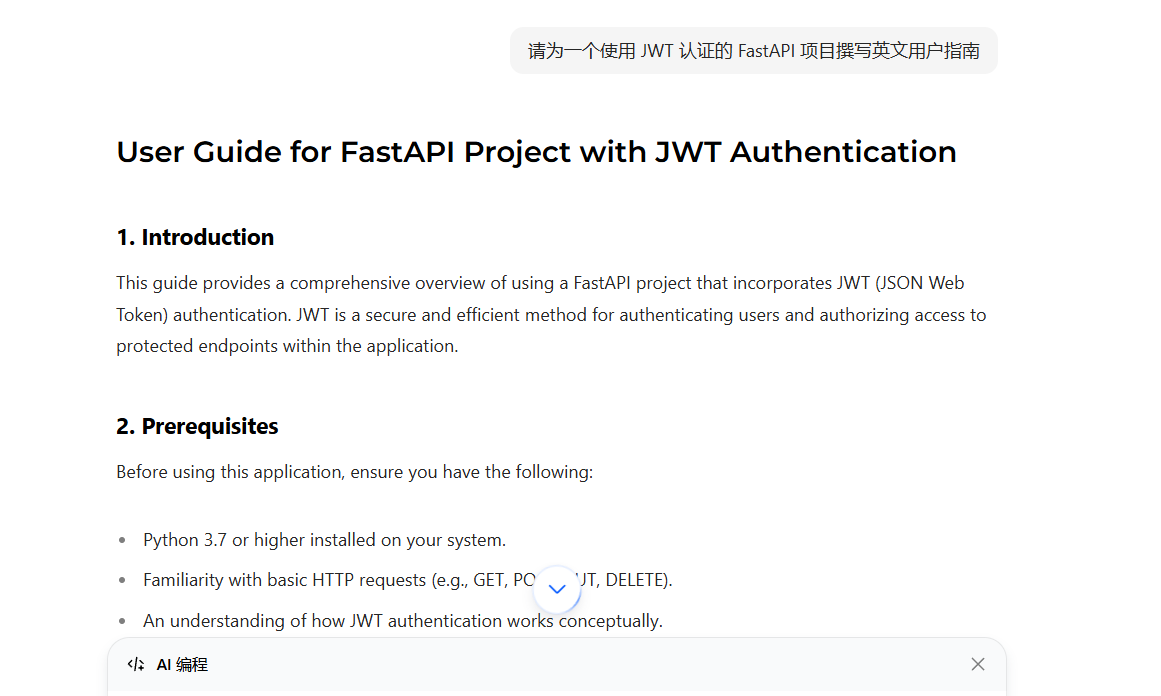 请为一个使用 JWT 认证的 FastAPI 项目撰写英文用户指南
User Guide for FastAPI Project with JWT Authentication
1. Introduction
This guide provides a comprehensive overview of using a FastAPI project that incorporates JWT (JSON Web
Token) authentication. JWT is a secure and efficient method for authenticating users and authorizing access to
protected endpoints within the application.
2. Prerequisites
Before using this application, ensure you have the following:
• Python 3.7 or higher installed on your system.
• Familiarity with basic HTTP requests (e.g., GET, DELETE).
• An understanding of how JWT authentication works conceptually.
AI 编程